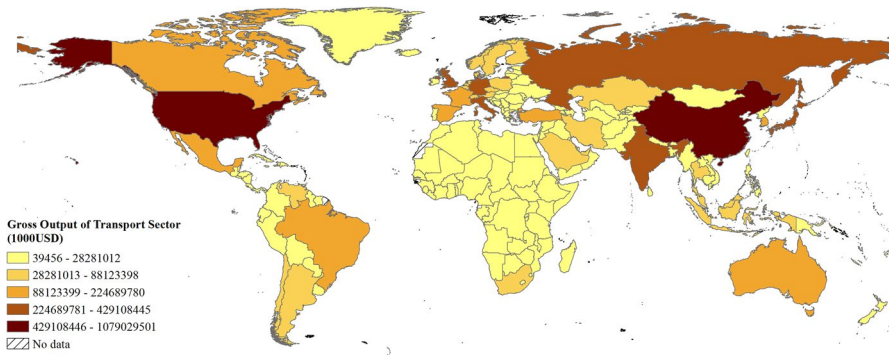 Gross Output of Transport Sector
(1000USD)
39456 - 28281012
28281013 - 88123398
88123399 - 224689780
224689781 - 429108445
429108446 - 1079029501
No data